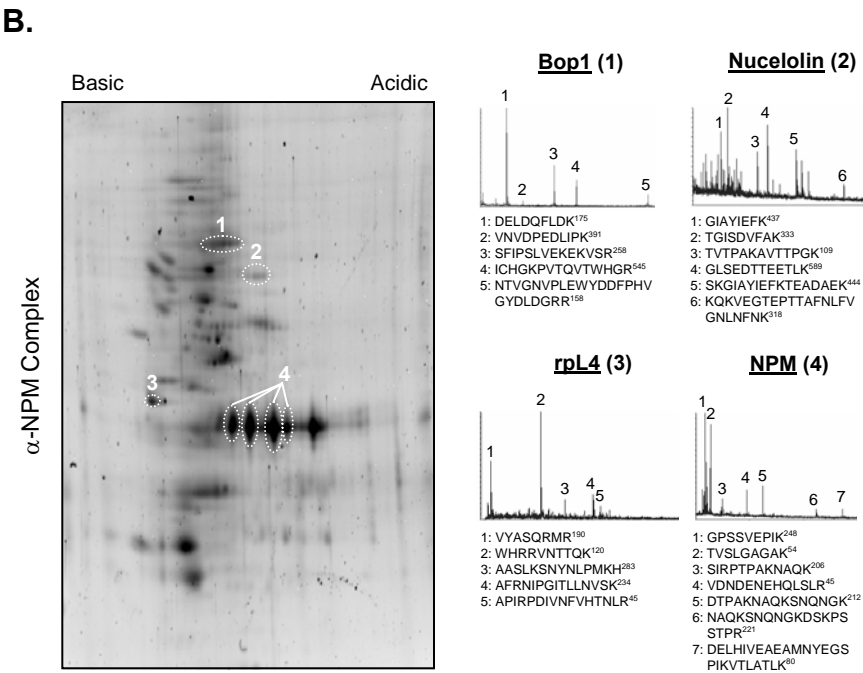 B.
Basic
Acidic
α-NPM Complex
1
2
3
4
Bop1 (1)
1
2
3
4
5
1: DELDQFLDK175
2: VNVDPEDLIPK391
3: SFIPSLVEKEKVSR258
4: ICHGKPVTQVTWHGR545
5: NTVGNVPLEWYDDFPHV
GYDLDGRR158
Nucelolin (2)
1
2
3
4
5
6
1: GIAYIEFK437
2: TGISDVFAK333
3: TVTPAKAVTTPGK109
4: GLSEDTTEETLK589
5: SKGIAYIEFKTEADAEK444
6: KQKVEGTEPTTAFNLFV
GNLNFNK318
rpL4 (3)
1
2
3
4
5
1: VYASQRMR190
2: WHRRVNTTQK120
3: AASLKSNYNLPMKH283
4: AFRNIPGITLLNVSK234
5: APIRPDIVNFVHTNLR45
NPM (4)
1
2
3
4
5
6
7
1: GPSSVEPIK248
2: TVSLGAGAK54
3: SIRPTPAKNAQK206
4: VDNDENEHQLSLR45
5: DTPAKNAQKSNQNGK212
6: NAQKSNQNGKDSKPS
STPR221
7: DELHIVEAEAMNYEGS
PIKVTLATLK80